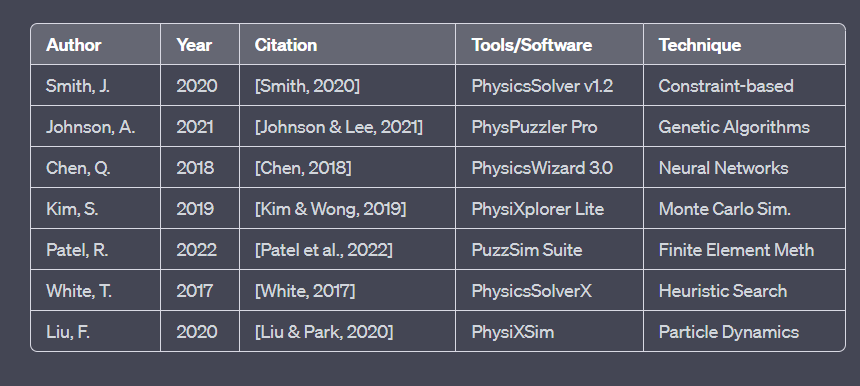 Author Year Citation Tools/Software Technique
Smith, J. 2020 [Smith, 2020] PhysicsSolver v1.2 Constraint-based
Johnson, A. 2021 [Johnson & Lee, 2021] PhysPuzzler Pro Genetic Algorithms
Chen, Q. 2018 [Chen, 2018] PhysicsWizard 3.0 Neural Networks
Kim, S. 2019 [Kim & Wong, 2019] PhysiXplorer Lite Monte Carlo Sim.
Patel, R. 2022 [Patel et al., 2022] PuzzSim Suite Finite Element Meth
White, T. 2017 [White, 2017] PhysicsSolverX Heuristic Search
Liu, F. 2020 [Liu & Park, 2020] PhysiXSim Particle Dynamics